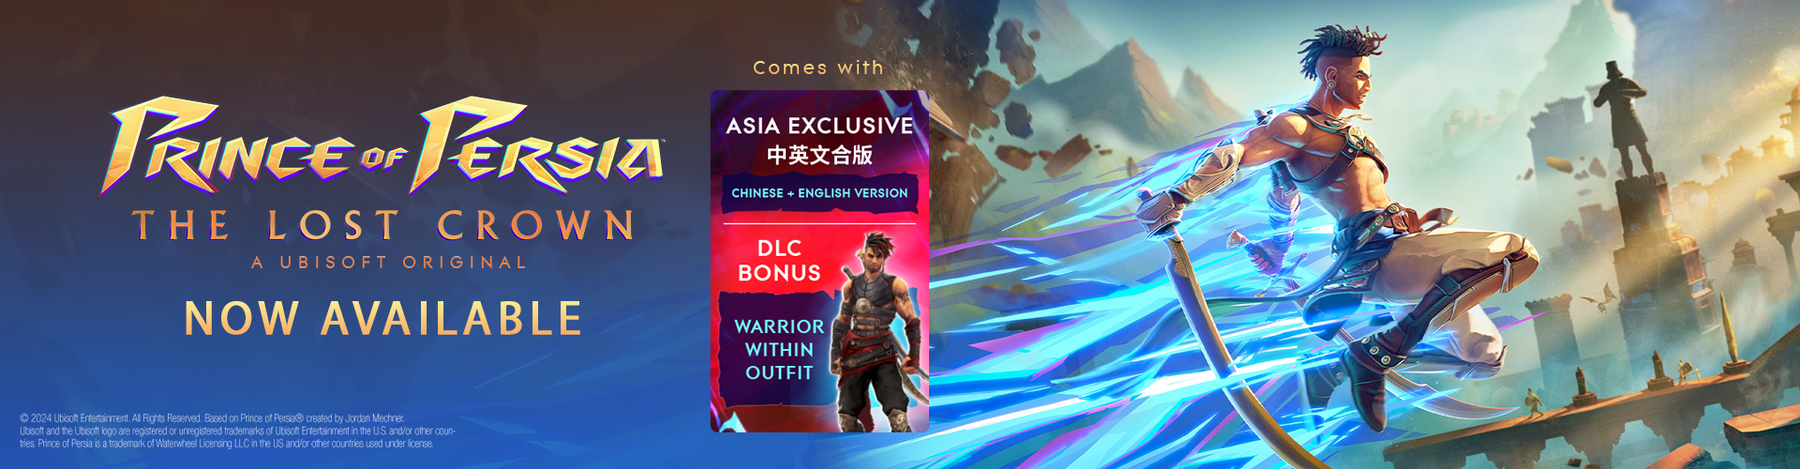 PRINCE OF PERSIA™
THE LOST CROWN
A UBISOFT ORIGINAL
NOW AVAILABLE
© 2024 Ubisoft Entertainment. All Rights Reserved. Based on Prince of Persia® created by Jordan Mechner.
Ubisoft and the Ubisoft logo are registered or unregistered trademarks of Ubisoft Entertainment in the U.S and/or other coun-
tries. Prince of Persia is a trademark of Waterwheel Licensing LLC in the US and/or other countries used under license.
Comes with
ASIA EXCLUSIVE
中英文合版
CHINESE + ENGLISH VERSION
DLC
BONUS
WARRIOR
WITHIN
OUTFIT